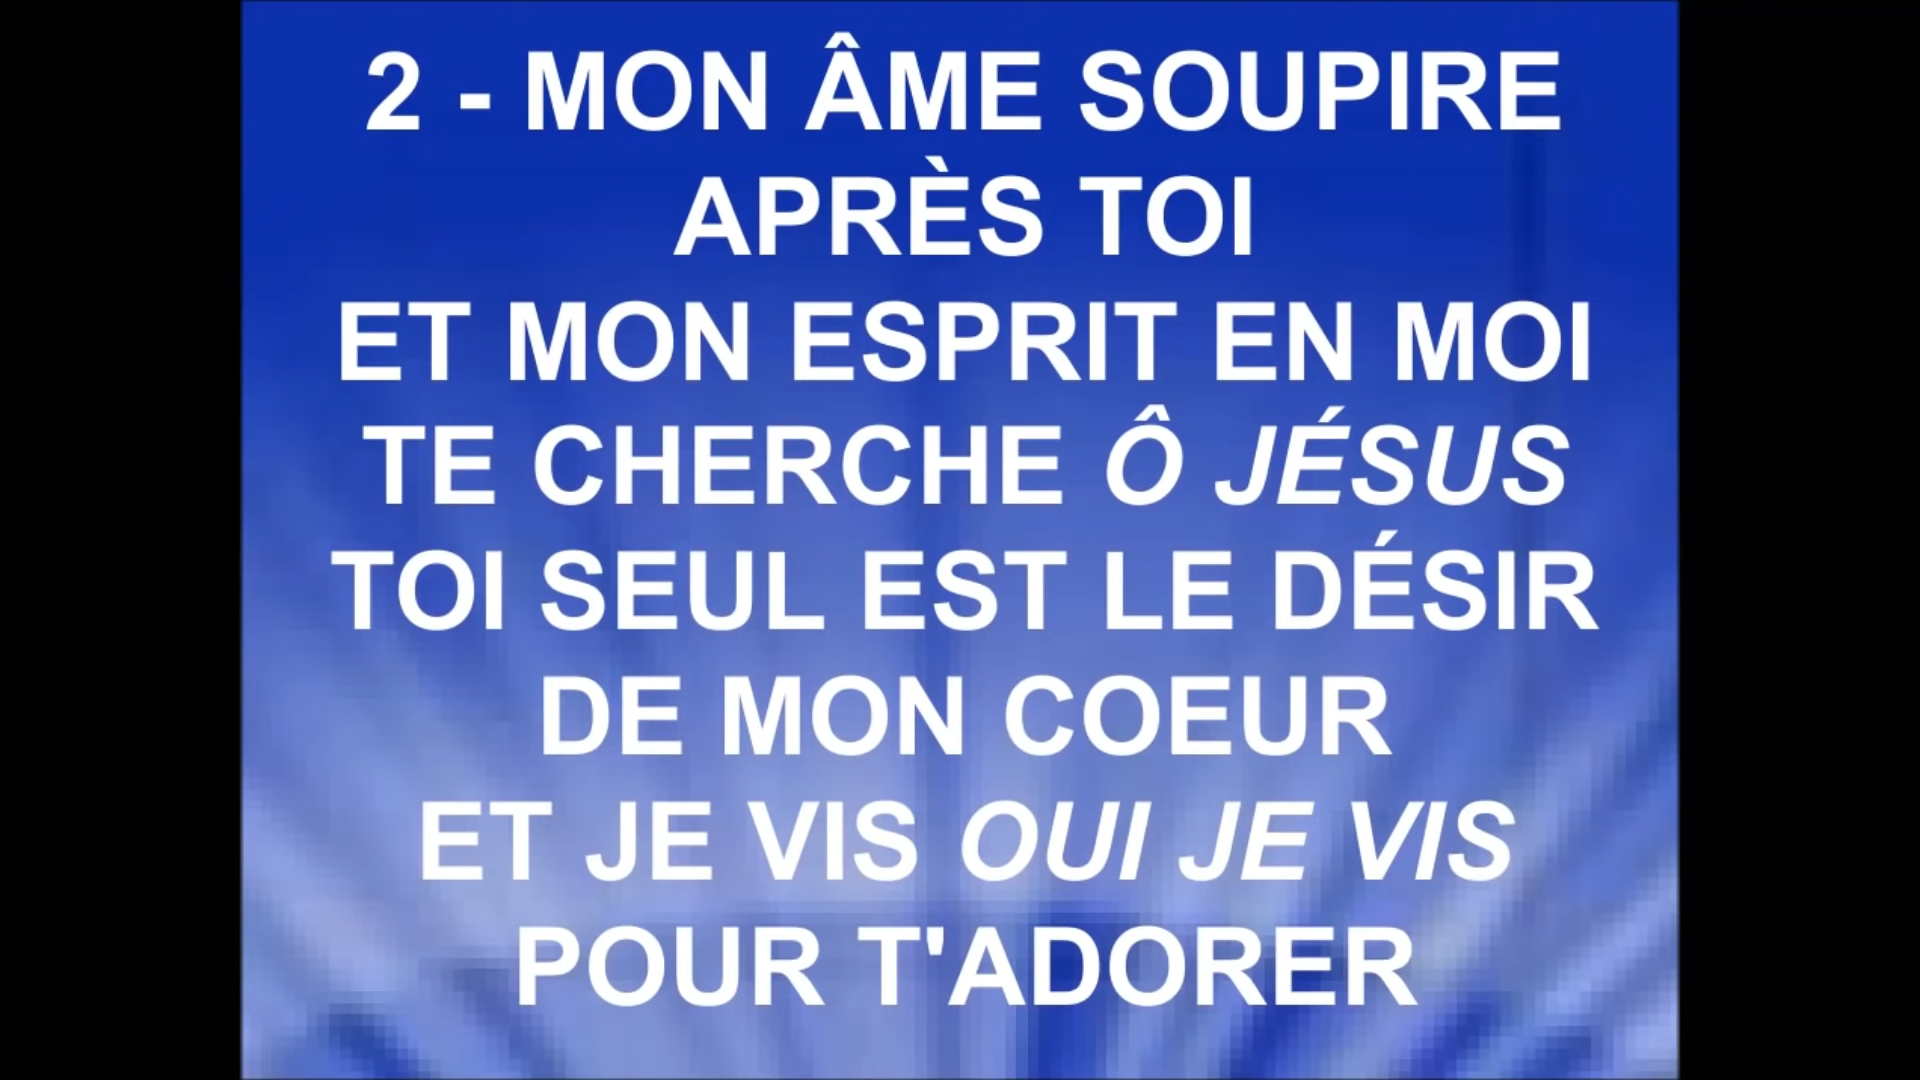 2 - MON ÂME SOUPIRE
APRÈS TOI
ET MON ESPRIT EN MOI
TE CHERCHE Ô JÉSUS
TOI SEUL EST LE DÉSIR
DE MON COEUR
ET JE VIS OUI JE VIS
POUR T'ADORER